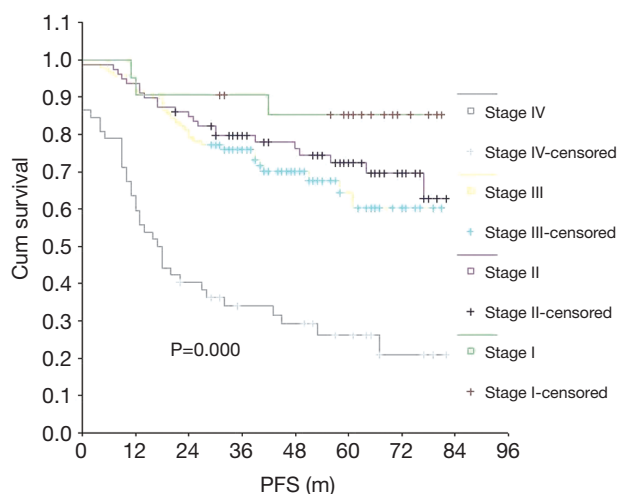 1.1
1.0
0.9
0.8
0.7
0.6
0.5
0.4
0.3
0.2
0.1
0.0
Cum survival
P=0.000
0 12 24 36 48 60 72 84 96
PFS (m)
Stage IV
Stage IV-censored
Stage III
Stage III-censored
Stage II
Stage II-censored
Stage I
Stage I-censored